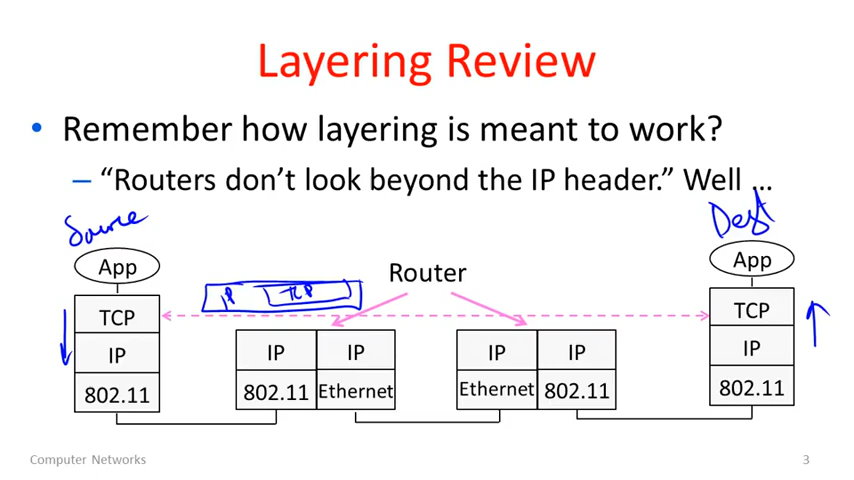 Layering Review
• Remember how layering is meant to work?
– “Routers don’t look beyond the IP header.” Well …
Source
Dest
App
App
IP TCP
Router
TCP
TCP
IP
IP
IP
IP
IP
IP
802.11
802.11
Ethernet
Ethernet
802.11
802.11
Computer Networks
3